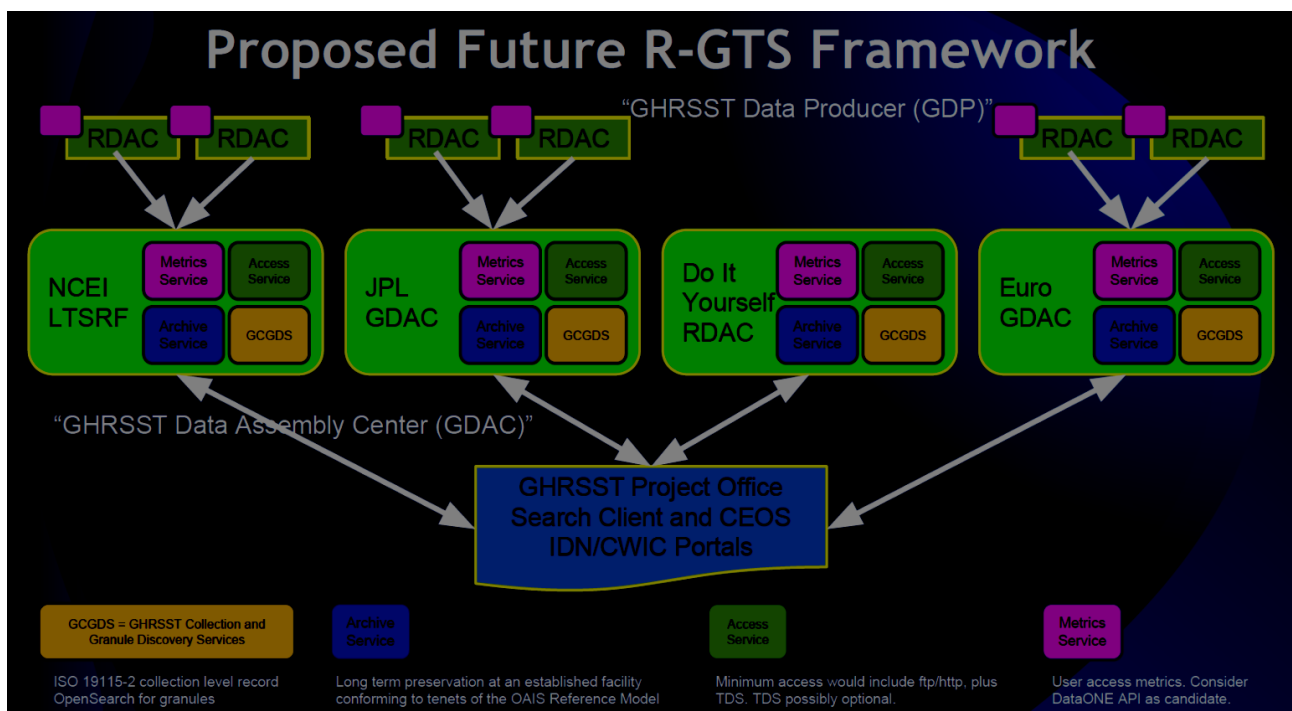 Proposed Future R-GTS Framework
“GHRSST Data Producer (GDP)”
RDAC
RDAC
RDAC
RDAC
RDAC
RDAC
NCEI
LTSRF
Metrics
Service
Access
Service
Archive
Service
GCGDS
JPL
GDAC
Metrics
Service
Access
Service
Archive
Service
GCGDS
Do It
Yourself
RDAC
Metrics
Service
Access
Service
Archive
Service
GCGDS
Euro
GDAC
Metrics
Service
Access
Service
Archive
Service
GCGDS
“GHRSST Data Assembly Center (GDAC)”
GHRSST Project Office
Search Client and CEOS
IDN/CWIC Portals
GCGDS = GHRSST Collection and
Granule Discovery Services
ISO 19115-2 collection level record
OpenSearch for granules
Archive
Service
Long term preservation at an established facility
conforming to tenets of the OAIS Reference Model
Access
Service
Minimum access would include ftp/http, plus
TDS. TDS possibly optional.
Metrics
Service
User access metrics. Consider
DataONE API as candidate.